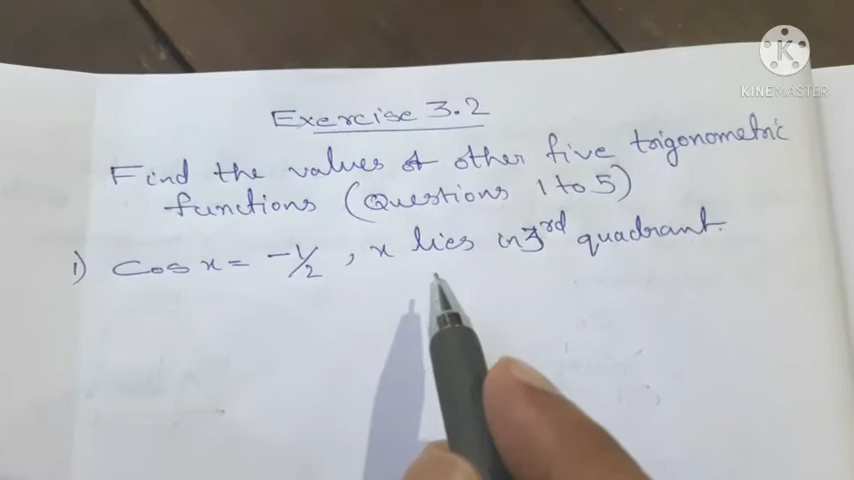 KINEMASTER
Exercise 3.2
Find the values of other five trigonometric
functions (Questions 1 to 5)
1) Cos x = -1/2 , x lies in 3rd quadrant.